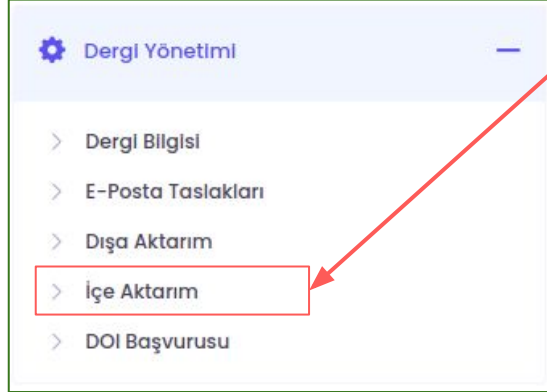 Dergi Yönetimi
Dergi Bilgisi
E-Posta Taslakları
Dışa Aktarım
İçe Aktarım
DOI Başvurusu